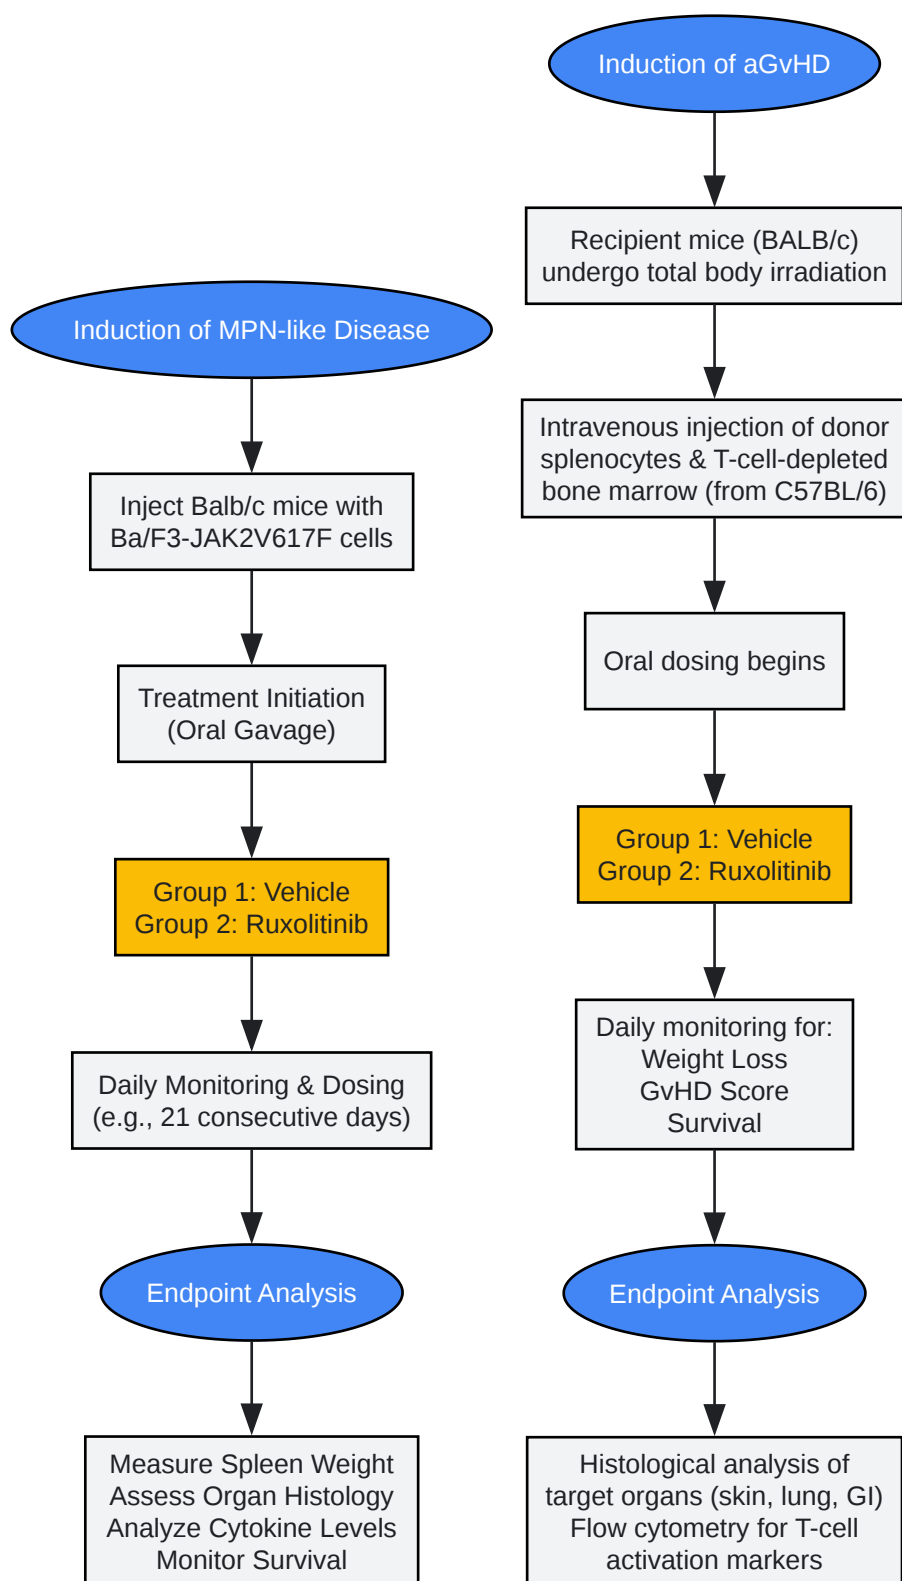 Induction of MPN-like Disease
Inject Balb/c mice with
Ba/F3-JAK2V617F cells
Treatment Initiation
(Oral Gavage)
Group 1: Vehicle
Group 2: Ruxolitinib
Daily Monitoring & Dosing
(e.g., 21 consecutive days)
Endpoint Analysis
Measure Spleen Weight
Assess Organ Histology
Analyze Cytokine Levels
Monitor Survival
Induction of aGvHD
Recipient mice (BALB/c)
undergo total body irradiation
Intravenous injection of donor
splenocytes & T-cell-depleted
bone marrow (from C57BL/6)
Oral dosing begins
Group 1: Vehicle
Group 2: Ruxolitinib
Daily monitoring for:
Weight Loss
GvHD Score
Survival
Endpoint Analysis
Histological analysis of
target organs (skin, lung, GI)
Flow cytometry for T-cell
activation markers